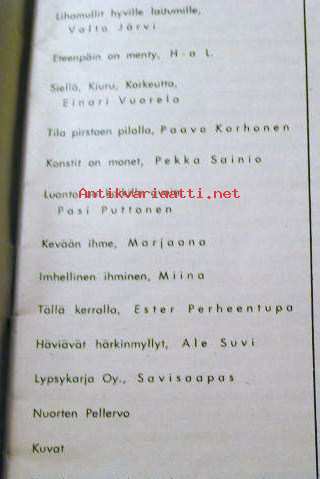 Lihamullit hyville laitumille,
Valto Järvi
Eteenpäin on menty, H-a L.
Siellä, Kiuru, Korkeutta,
Einari Vuorela
Tila pirstoen pilalla, Paavo Korhonen
Konstit on monet, Pekka Sainio
Antikvariaatti.net
Pasi Puttonen
Kevään ihme, Marjaana
Imhellinen ihminen, Miina
Tällä kerralla, Ester Perheentupa
Häviävät härkinmyllyt, Ale Suvi
Lypsykarja Oy., Savisaapas
Nuorten Pellervo
Kuvat